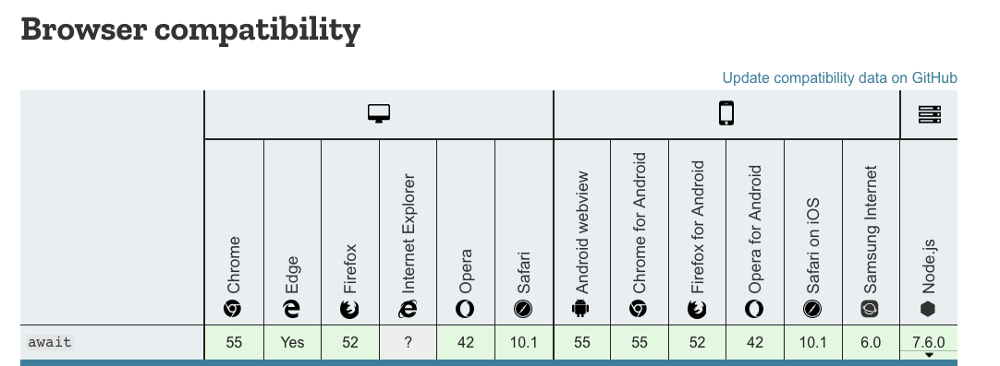 Browser compatibility
Update compatibility data on GitHub
Chrome
Edge
Firefox
Internet Explorer
Opera
Safari
Android webview
Chrome for Android
Firefox for Android
Opera for Android
Safari on iOS
Samsung Internet
Node.js
await 55 Yes 52 ? 42 10.1 55 55 52 42 10.1 6.0 7.6.0